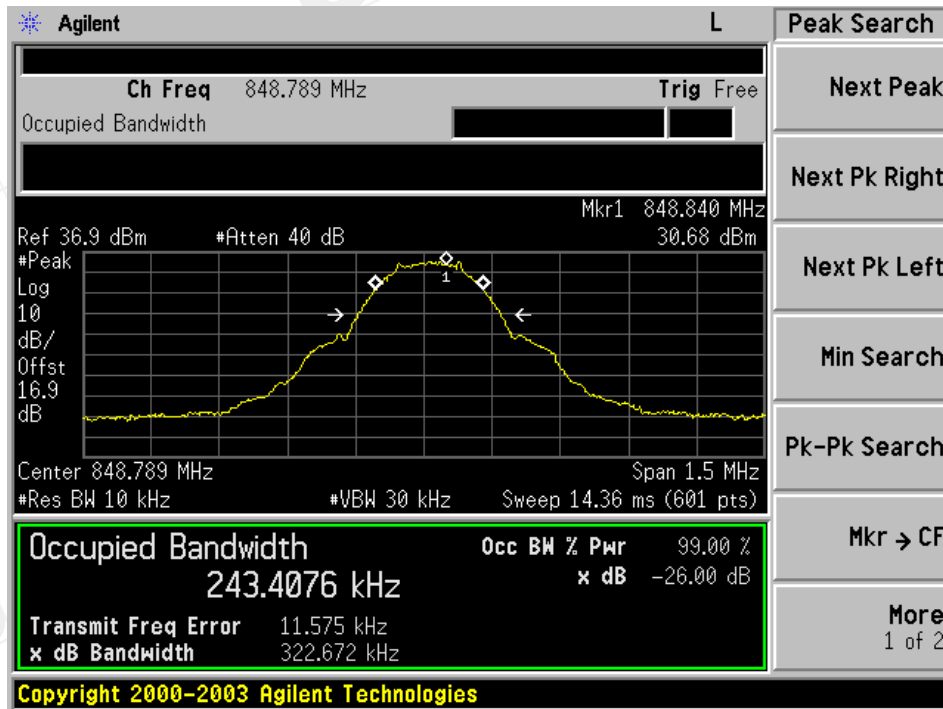 Agilent L Peak Search
Ch Freq 848.789 MHz Trig Free
Occupied Bandwidth
Next Peak
Next Pk Right
Next Pk Left
Min Search
Pk-Pk Search
Mkr → CF
More
1 of 2
Mkr1 848.840 MHz
Ref 36.9 dBm #Atten 40 dB 30.68 dBm
#Peak
Log
10
dB/
Offst
16.9
dB
1
Center 848.789 MHz Span 1.5 MHz
#Res BW 10 kHz #VBW 30 kHz Sweep 14.36 ms (601 pts)
Occupied Bandwidth Occ BW % Pwr 99.00 %
243.4076 kHz x dB -26.00 dB
Transmit Freq Error 11.575 kHz
x dB Bandwidth 322.672 kHz
Copyright 2000-2003 Agilent Technologies